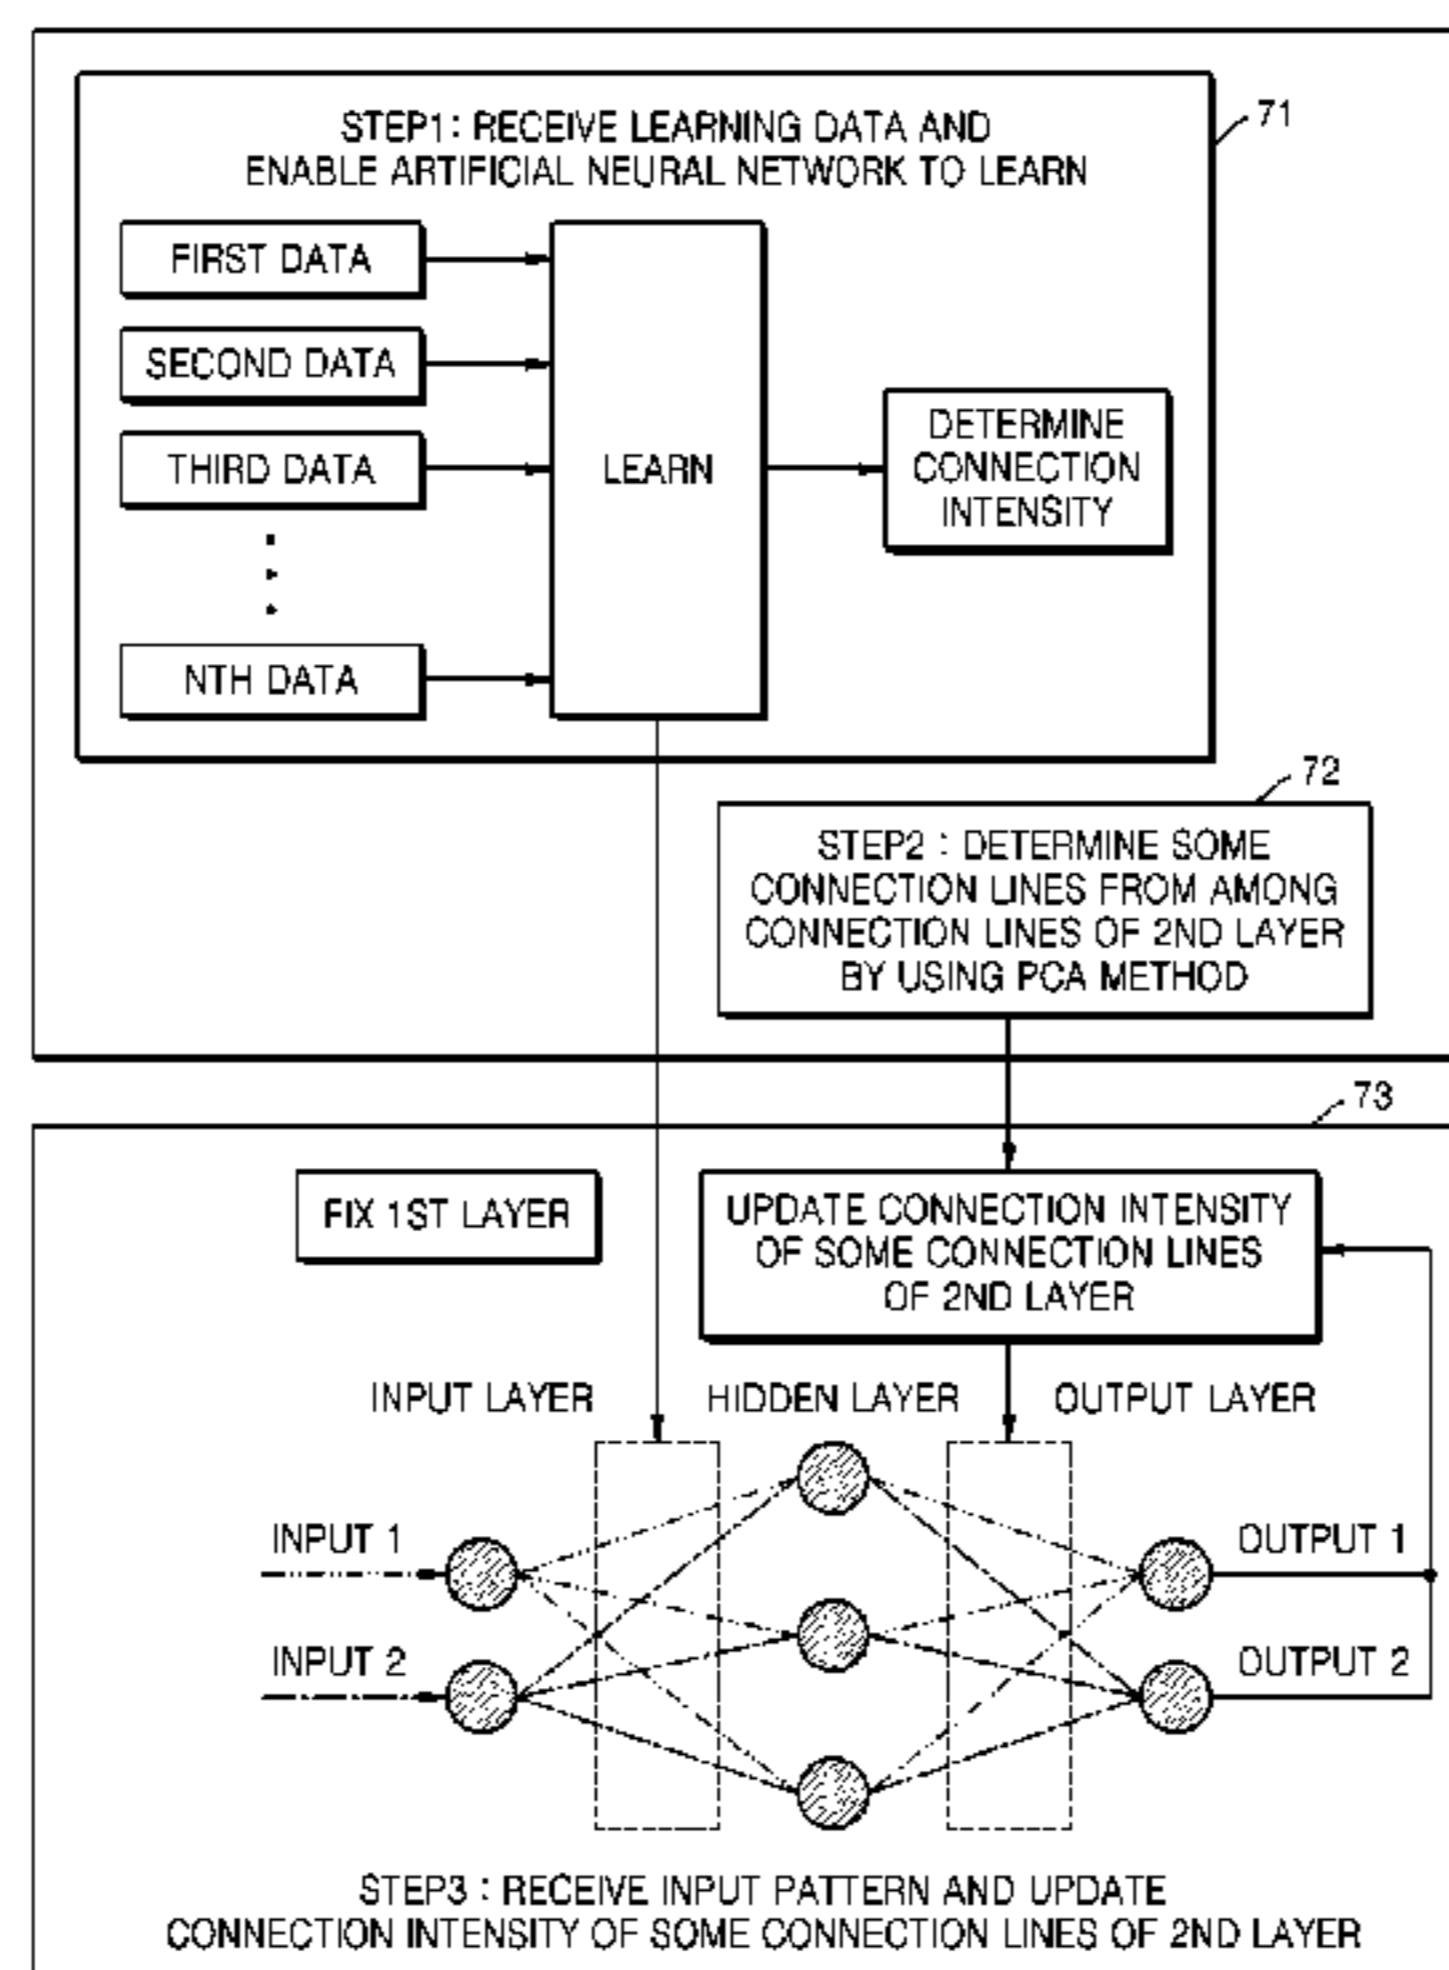 71
STEP1: RECEIVE LEARNING DATA AND
ENABLE ARTIFICIAL NEURAL NETWORK TO LEARN
FIRST DATA
SECOND DATA
THIRD DATA
NTH DATA
LEARN
DETERMINE
CONNECTION
INTENSITY
72
STEP2 : DETERMINE SOME
CONNECTION LINES FROM AMONG
CONNECTION LINES OF 2ND LAYER
BY USING PCA METHOD
73
FIX 1ST LAYER
UPDATE CONNECTION INTENSITY
OF SOME CONNECTION LINES
OF 2ND LAYER
INPUT LAYER
HIDDEN LAYER
OUTPUT LAYER
INPUT 1
OUTPUT 1
INPUT 2
OUTPUT 2
STEP3 : RECEIVE INPUT PATTERN AND UPDATE
CONNECTION INTENSITY OF SOME CONNECTION LINES OF 2ND LAYER